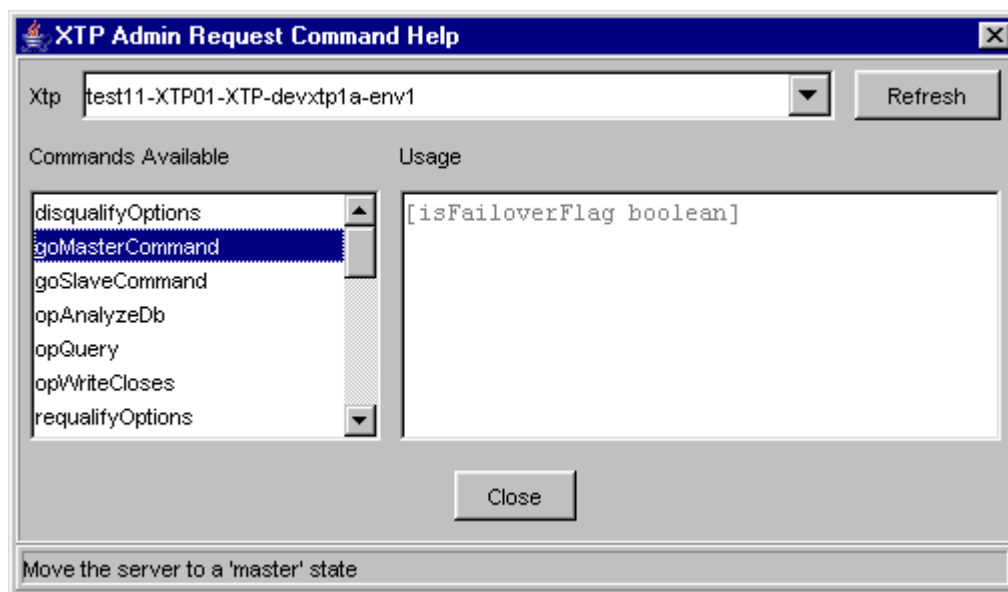 XTP Admin Request Command Help
Xtp test11-XTP01-XTP-devxtp1a-env1 Refresh
Commands Available Usage
disqualifyOptions [isFailoverFlag boolean]
goMasterCommand
goSlaveCommand
opAnalyzeDb
opQuery
opWriteCloses
requalifyOptions
Close
Move the server to a 'master' state